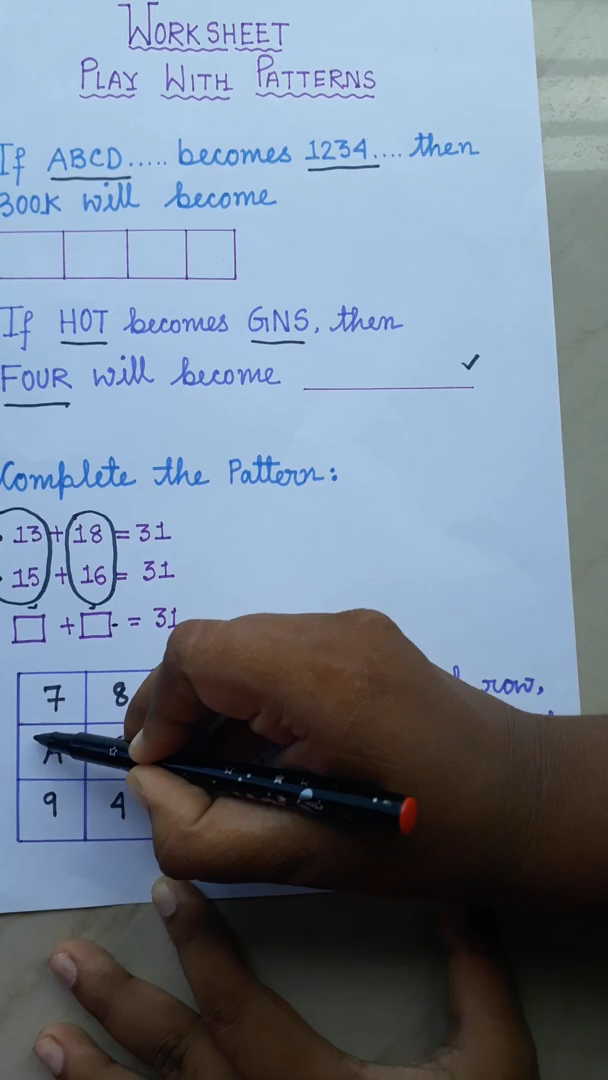 WORKSHEET
PLAY WITH PATTERNS
If ABCD..... becomes 1234.... then
BOOK will become
If HOT becomes GNS, then
FOUR will become
Complete the Pattern:
13 + 18 = 31
15 + 16 = 31
+ = 31
row,
7 8
A
9 4